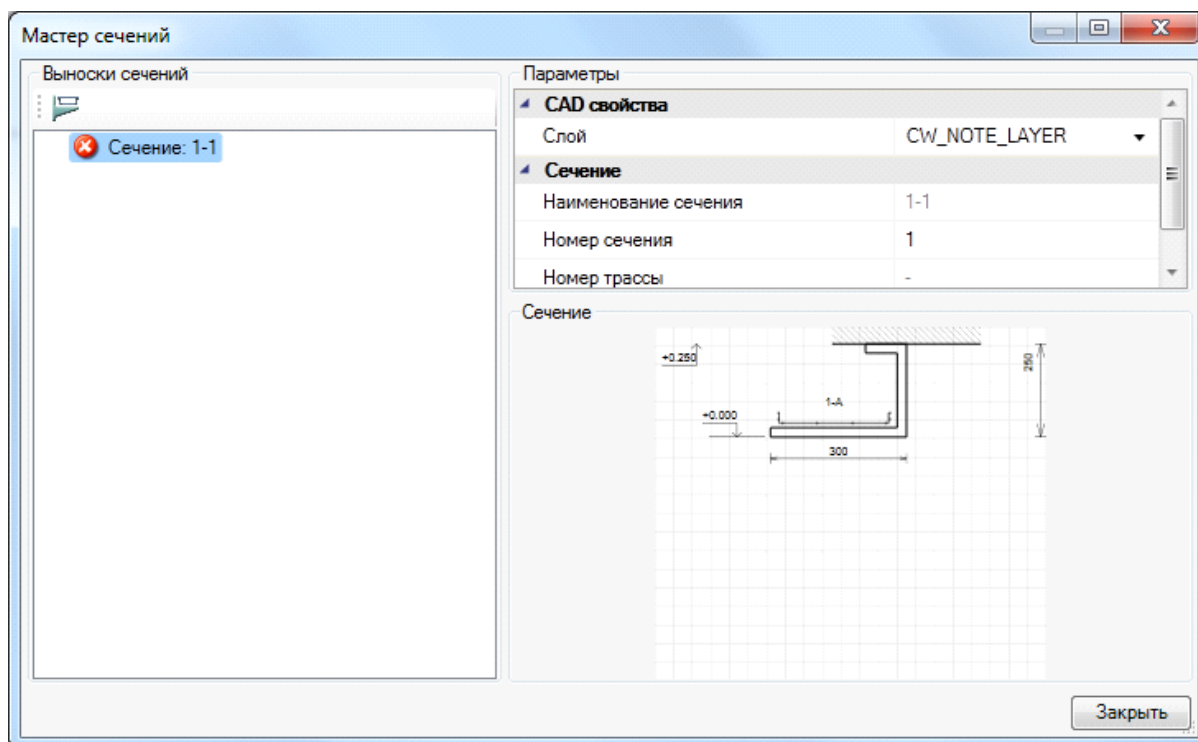 Мастер сечений
Выноски сечений
Сечение: 1-1
Параметры
CAD свойства
Слой CW_NOTE_LAYER
Сечение
Наименование сечения 1-1
Номер сечения 1
Номер трассы -
Сечение
+0.250
250
1-A
+0.000
300
Закрыть